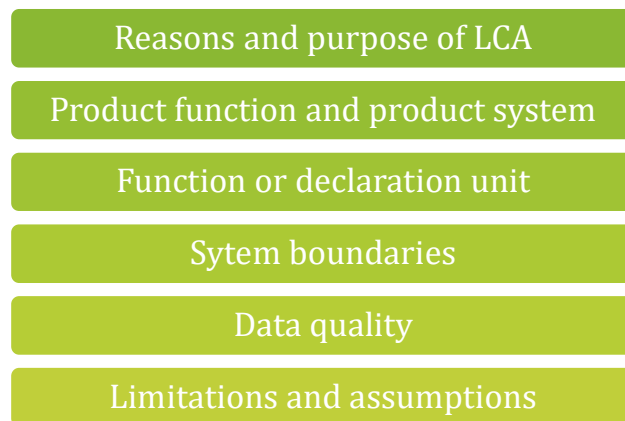 Reasons and purpose of LCA
Product function and product system
Function or declaration unit
Sytem boundaries
Data quality
Limitations and assumptions